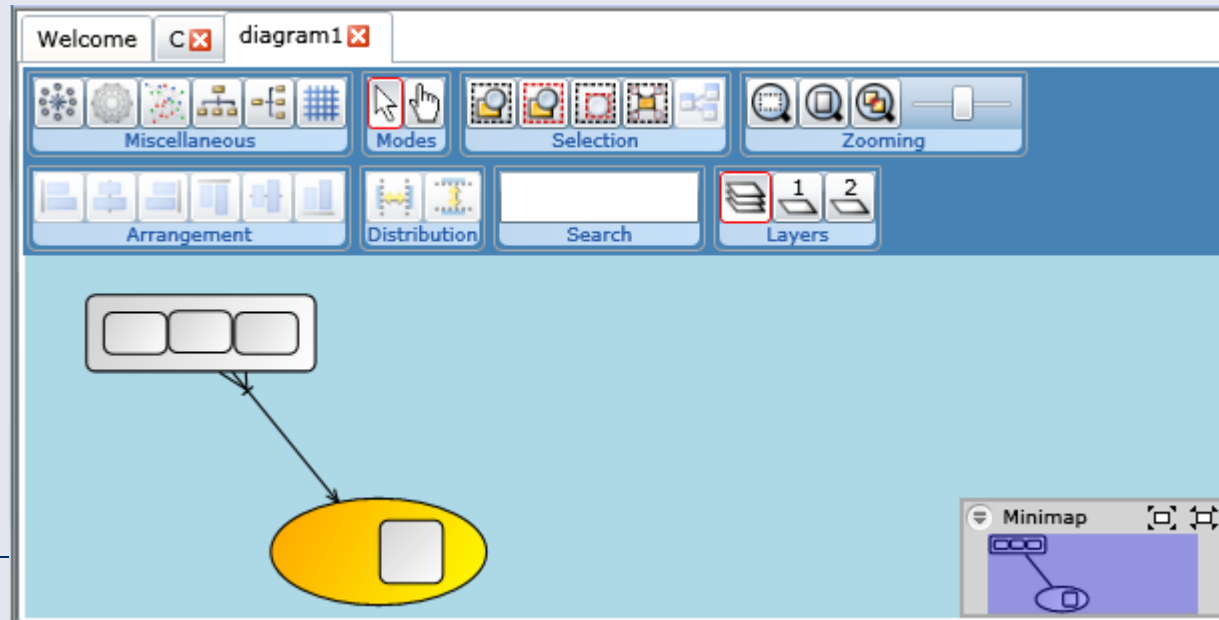 Welcome C diagram1
Miscellaneous Modes Selection Zooming
1 2
Arrangement Distribution Search Layers
Minimap